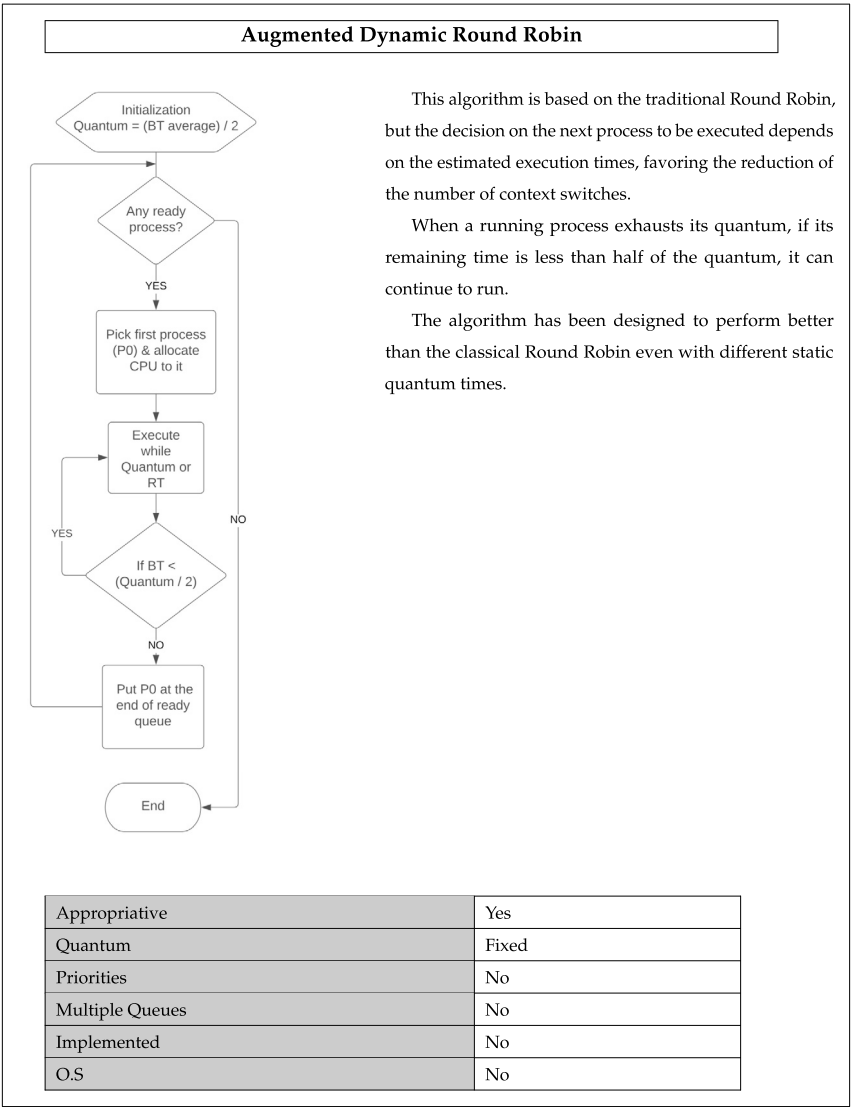 Augmented Dynamic Round Robin
Initialization
Quantum = (BT average) / 2
Any ready
process?
YES
Pick first process
(P0) & allocate
CPU to it
Execute
while
Quantum or
RT
YES
NO
If BT <
(Quantum / 2)
NO
Put P0 at the
end of ready
queue
End
This algorithm is based on the traditional Round Robin,
but the decision on the next process to be executed depends
on the estimated execution times, favoring the reduction of
the number of context switches.
When a running process exhausts its quantum, if its
remaining time is less than half of the quantum, it can
continue to run.
The algorithm has been designed to perform better
than the classical Round Robin even with different static
quantum times.
Appropriative Yes
Quantum Fixed
Priorities No
Multiple Queues No
Implemented No
O.S No